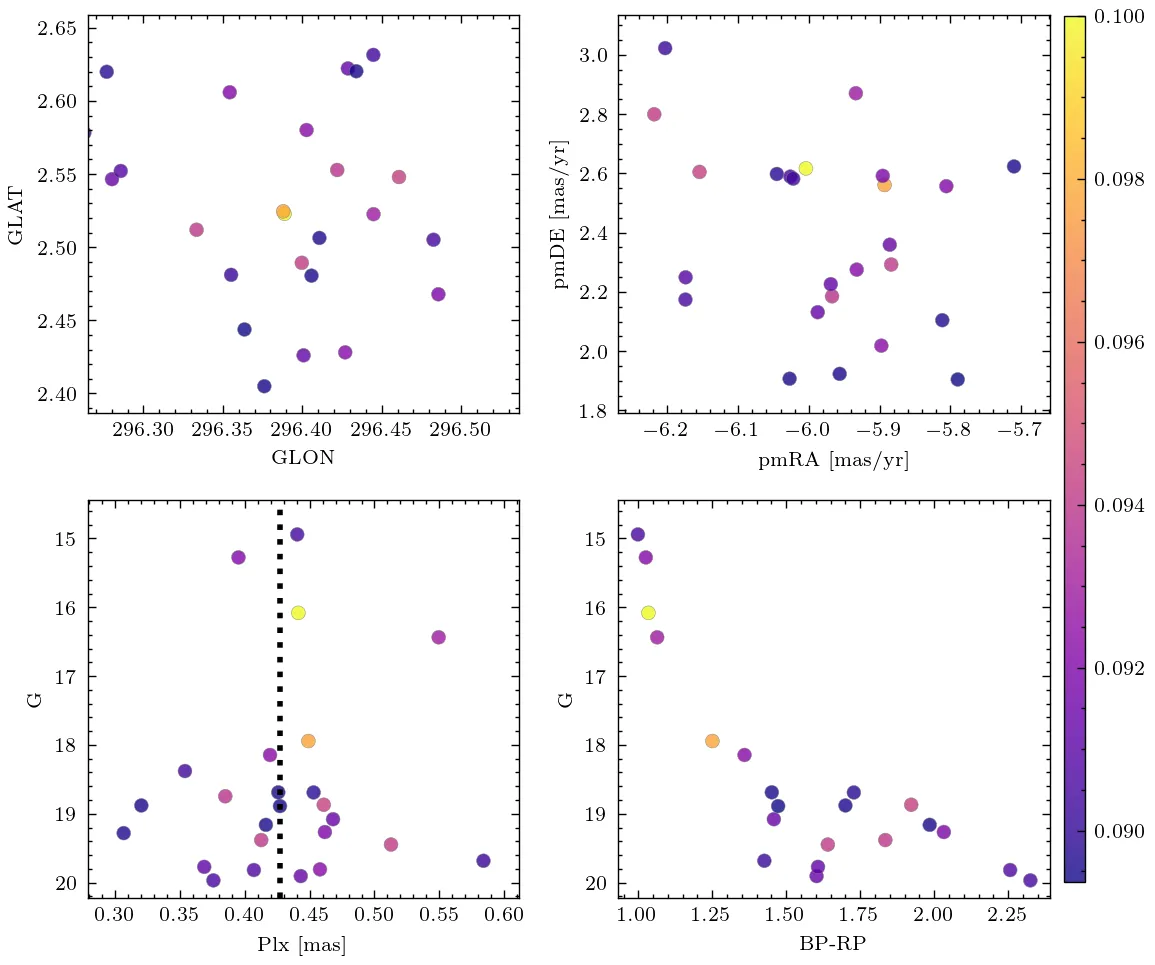 2.65
2.60
2.55
2.50
2.45
2.40
GLAT
296.30 296.35 296.40 296.45 296.50
GLON
3.0
2.8
2.6
2.4
2.2
2.0
1.8
pmDE [mas/yr]
−6.2 −6.1 −6.0 −5.9 −5.8 −5.7
pmRA [mas/yr]
0.100
0.098
0.096
0.094
0.092
0.090
15
16
17
18
19
20
G
0.30 0.35 0.40 0.45 0.50 0.55 0.60
Plx [mas]
15
16
17
18
19
20
G
1.00 1.25 1.50 1.75 2.00 2.25
BP-RP